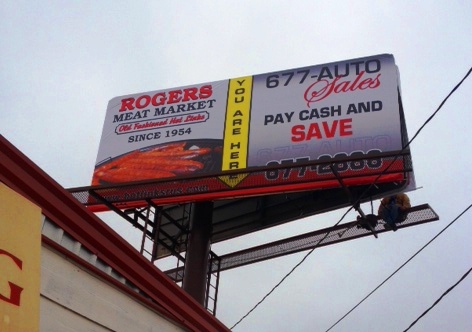 ROGERS
MEAT MARKET
Old Fashioned Hot Links
SINCE 1954
YOU ARE HERE
677-AUTO
Sales
PAY CASH AND
SAVE
677-AUTO
G